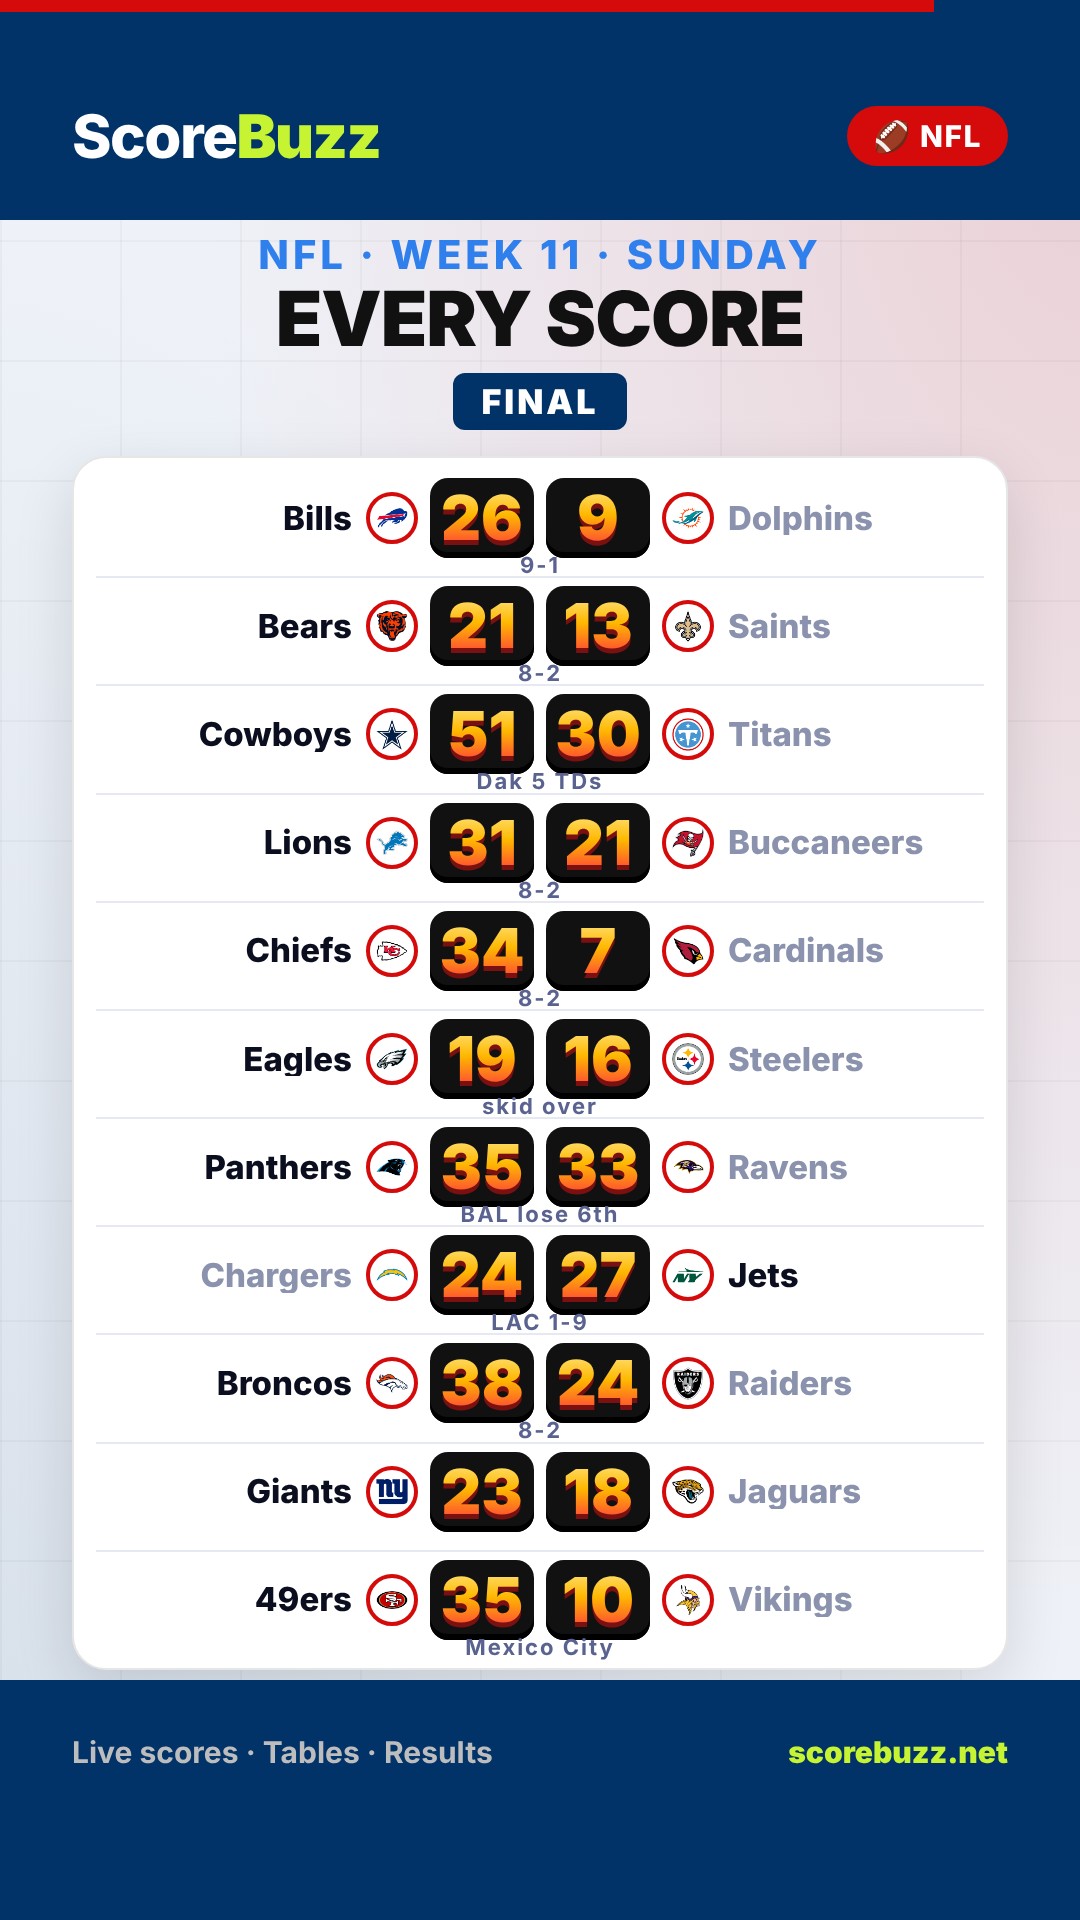 ScoreBuzz
🏈 NFL
NFL · WEEK 11 · SUNDAY
EVERY SCORE
FINAL
Bills 26 9 Dolphins
9-1
Bears 21 13 Saints
8-2
Cowboys 51 30 Titans
Dak 5 TDs
Lions 31 21 Buccaneers
8-2
Chiefs 34 7 Cardinals
8-2
Eagles 19 16 Steelers
skid over
Panthers 35 33 Ravens
BAL lose 6th
Chargers 24 27 Jets
LAC 1-9
Broncos 38 24 Raiders
8-2
Giants ny 23 18 Jaguars
49ers 35 10 Vikings
Mexico City
Live scores · Tables · Results
scorebuzz.net